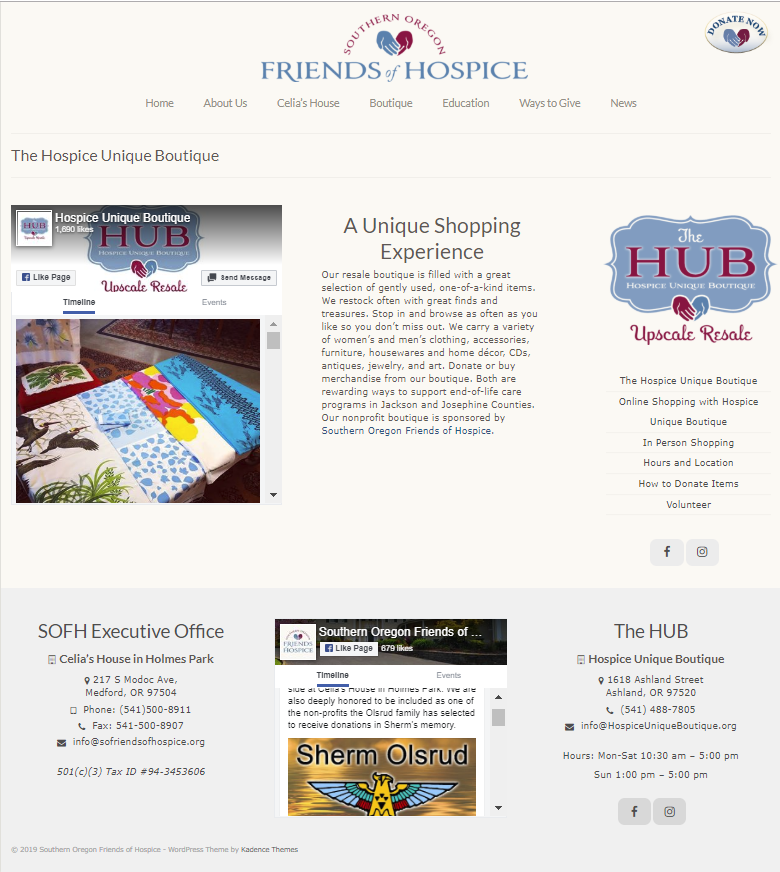 SOUTHERN OREGON
FRIENDS of HOSPICE
DONATE NOW
Home About Us Celia's House Boutique Education Ways to Give News
The Hospice Unique Boutique
HUB
Upscale Resale
Hospice Unique Boutique
1,690 likes
HUB
HOSPICE UNIQUE BOUTIQUE
Upscale Resale
Like Page
Send Message
Timeline Events
A Unique Shopping
Experience
Our resale boutique is filled with a great
selection of gently used, one-of-a-kind items.
We restock often with great finds and
treasures. Stop in and browse as often as you
like so you don't miss out. We carry a variety
of women's and men's clothing, accessories,
furniture, housewares and home décor, CDs,
antiques, jewelry, and art. Donate or buy
merchandise from our boutique. Both are
rewarding ways to support end-of-life care
programs in Jackson and Josephine Counties.
Our nonprofit boutique is sponsored by
Southern Oregon Friends of Hospice.
The
HUB
HOSPICE UNIQUE BOUTIQUE
Upscale Resale
The Hospice Unique Boutique
Online Shopping with Hospice
Unique Boutique
In Person Shopping
Hours and Location
How to Donate Items
Volunteer
SOFH Executive Office
Celia's House in Holmes Park
217 S Modoc Ave,
Medford, OR 97504
Phone: (541)500-8911
Fax: 541-500-8907
info@sofriendsofhospice.org
501(c)(3) Tax ID #94-3453606
FRIENDS
HOSPICE
Southern Oregon Friends of ...
Like Page 679 likes
Timeline Events
side at Celia's House in Holmes Park. We are
also deeply honored to be included as one of
the non-profits the Olsrud family has selected
to receive donations in Sherm's memory.
Sherm Olsrud
The HUB
Hospice Unique Boutique
1618 Ashland Street
Ashland, OR 97520
(541) 488-7805
info@HospiceUniqueBoutique.org
Hours: Mon-Sat 10:30 am – 5:00 pm
Sun 1:00 pm – 5:00 pm
© 2019 Southern Oregon Friends of Hospice - WordPress Theme by Kadence Themes